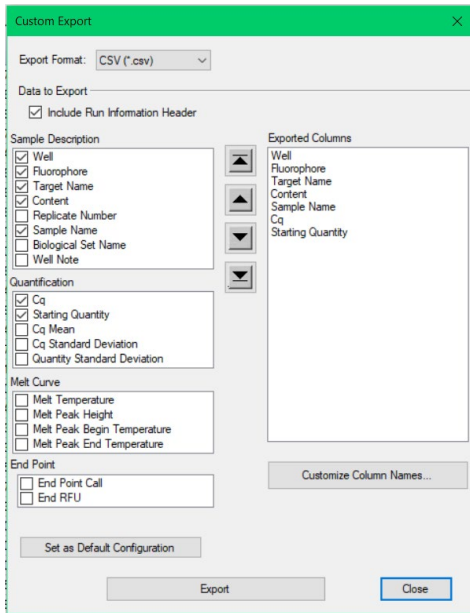 Custom Export
Export Format: CSV (*.csv)
Data to Export
Include Run Information Header
Sample Description
Well
Fluorophore
Target Name
Content
Replicate Number
Sample Name
Biological Set Name
Well Note
Quantification
Cq
Starting Quantity
Cq Mean
Cq Standard Deviation
Quantity Standard Deviation
Melt Curve
Melt Temperature
Melt Peak Height
Melt Peak Begin Temperature
Melt Peak End Temperature
End Point
End Point Call
End RFU
Exported Columns
Well
Fluorophore
Target Name
Content
Sample Name
Cq
Starting Quantity
Customize Column Names...
Set as Default Configuration
Export
Close